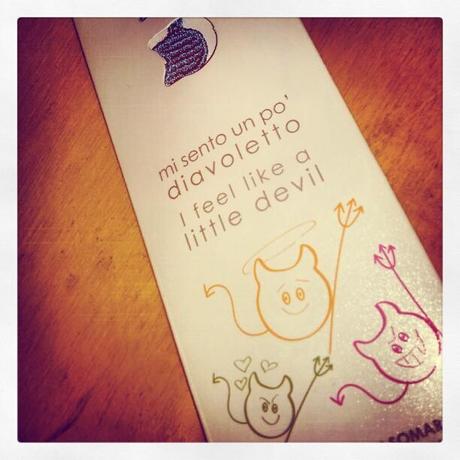 mi sento un po'
diavoletto
I feel like a
little devil